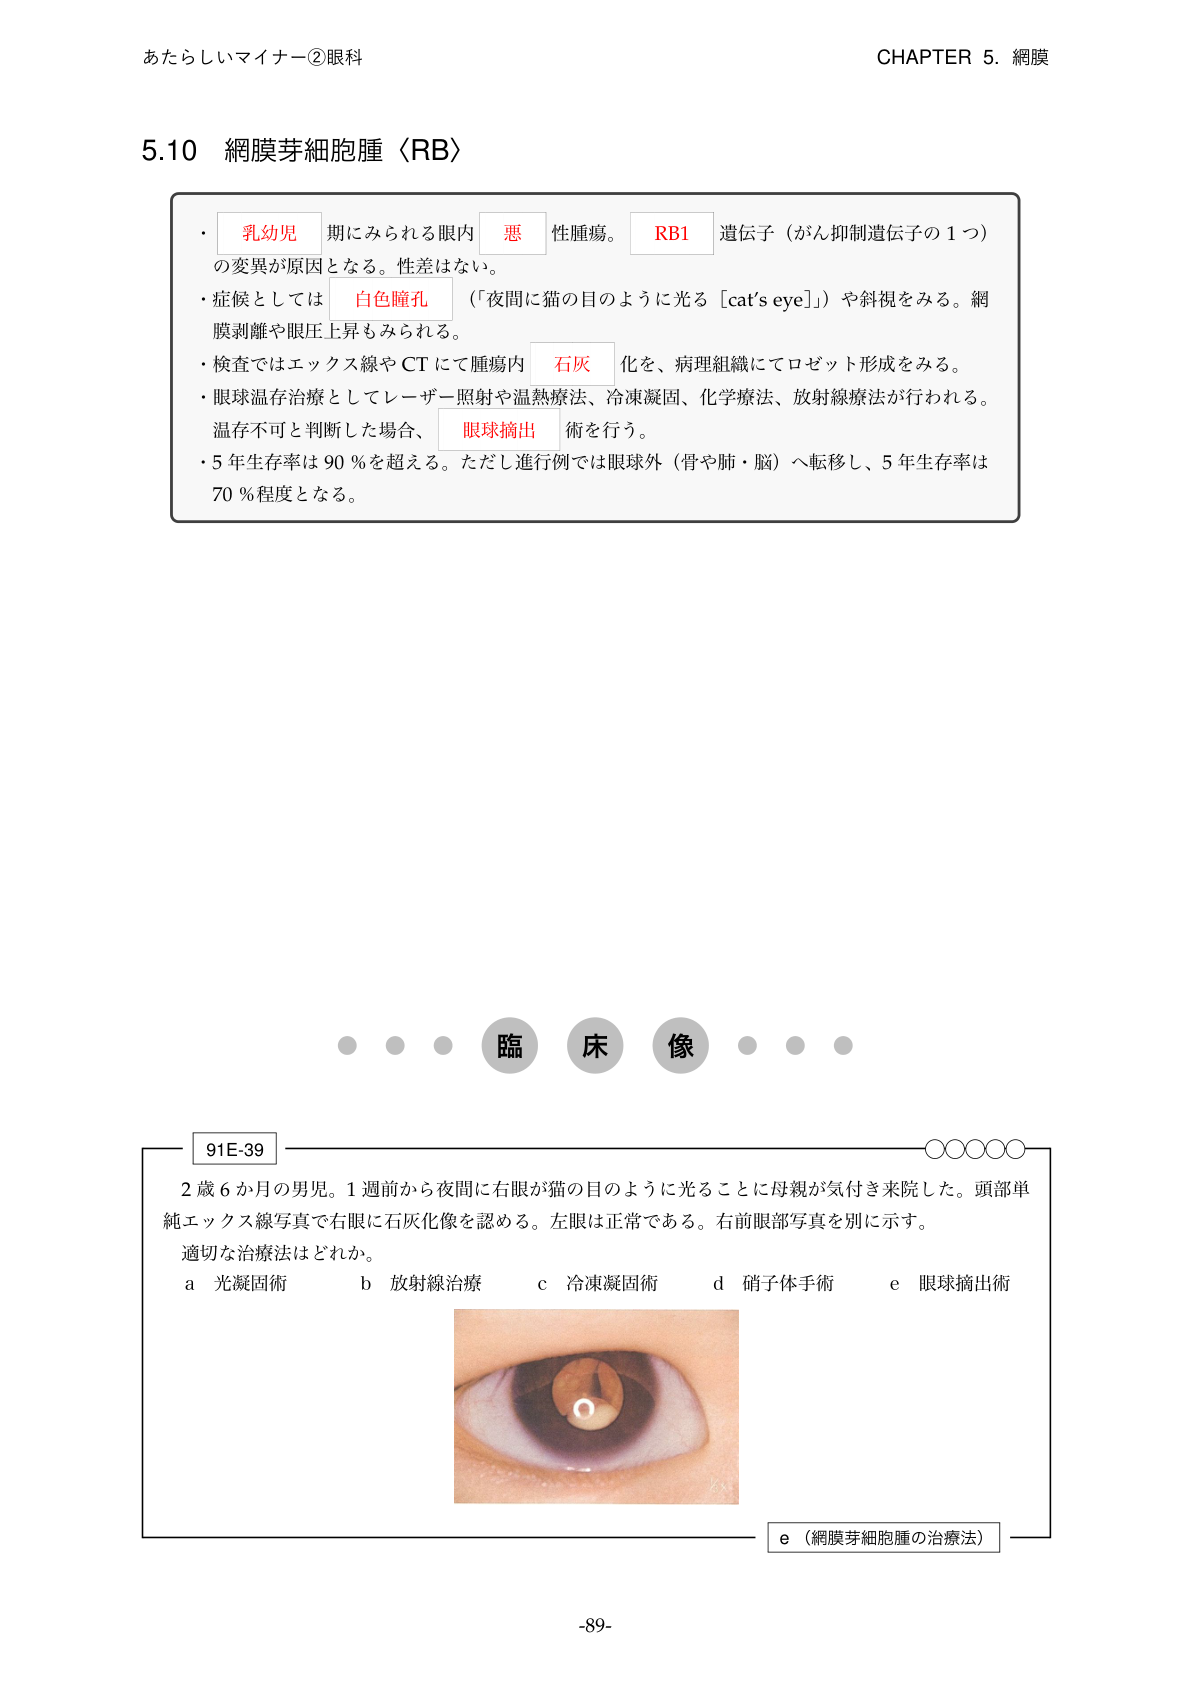 あたらしいマイナー②眼科
CHAPTER 5. 網膜
5.10 網膜芽細胞腫〈RB〉
・ 乳幼児 期にみられる眼内 悪 性腫瘍。 RB1 遺伝子（がん抑制遺伝子の1つ）
の変異が原因となる。性差はない。
・症候としては 白色瞳孔 （「夜間に猫の目のように光る［cat's eye］」）や斜視をみる。網
膜剥離や眼圧上昇もみられる。
・検査ではエックス線やCTにて腫瘍内 石灰 化を、病理組織にてロゼット形成をみる。
・眼球温存治療としてレーザー照射や温熱療法、冷凍凝固、化学療法、放射線療法が行われる。
温存不可と判断した場合、 眼球摘出 術を行う。
・5年生存率は90 %を超える。ただし進行例では眼球外（骨や肺・脳）へ転移し、5年生存率は
70 %程度となる。
臨 床 像
91E-39
2歳6か月の男児。1週前から夜間に右眼が猫の目のように光ることに母親が気付き来院した。頭部単
純エックス線写真で右眼に石灰化像を認める。左眼は正常である。右前眼部写真を別に示す。
適切な治療法はどれか。
a 光凝固術 b 放射線治療 c 冷凍凝固術 d 硝子体手術 e 眼球摘出術
e （網膜芽細胞腫の治療法）
-89-